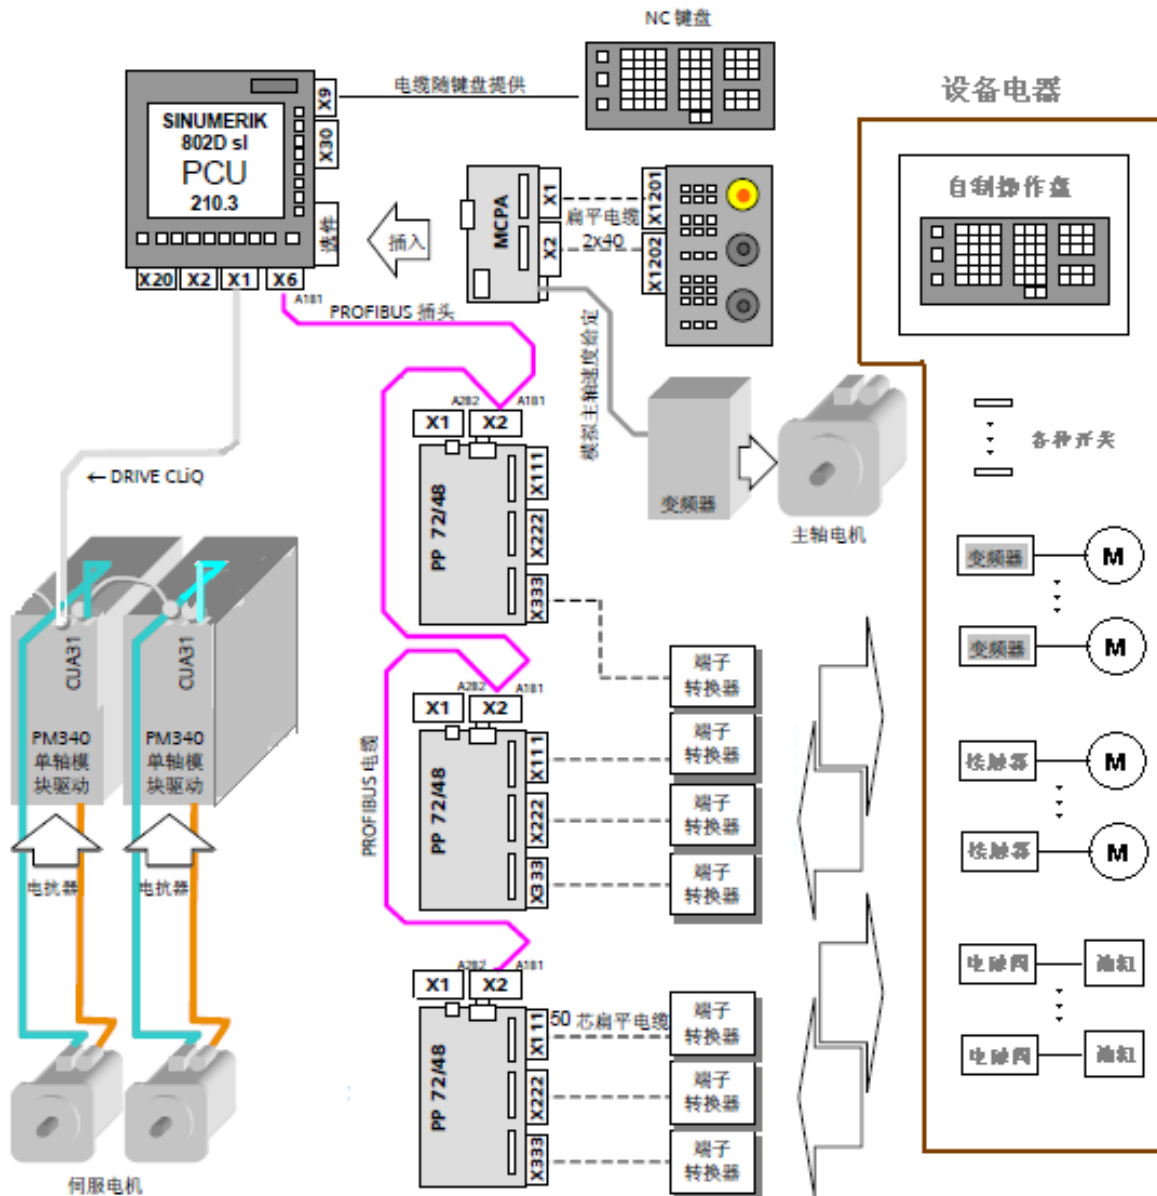 NC 键盘
电缆随键盘提供
设备电器
SINUMERIK
802D sl
PCU
210.3
X9
X30
选件
X20
X2
X1
X6
A181
插入
MCPA
X1
X2
扁平电缆
2x40
X1201
X1202
自制操作盘
PROFIBUS 插头
模拟主轴速度给定
变频器
主轴电机
各种开关
← DRIVE CLiQ
A282
A181
X1
X2
PP 72/48
X111
X222
X333
变频器
M
变频器
M
CUA31
CUA31
PM340
单轴模
块驱动
PM340
单轴模
块驱动
电抗器
电抗器
伺服电机
PROFIBUS 电缆
A282
A181
X1
X2
PP 72/48
X111
X222
X333
端子
转换器
端子
转换器
端子
转换器
端子
转换器
接触器
M
接触器
M
A282
A181
X1
X2
PP 72/48
X111
X222
X333
50 芯扁平电缆
端子
转换器
端子
转换器
端子
转换器
电磁阀
油缸
电磁阀
油缸